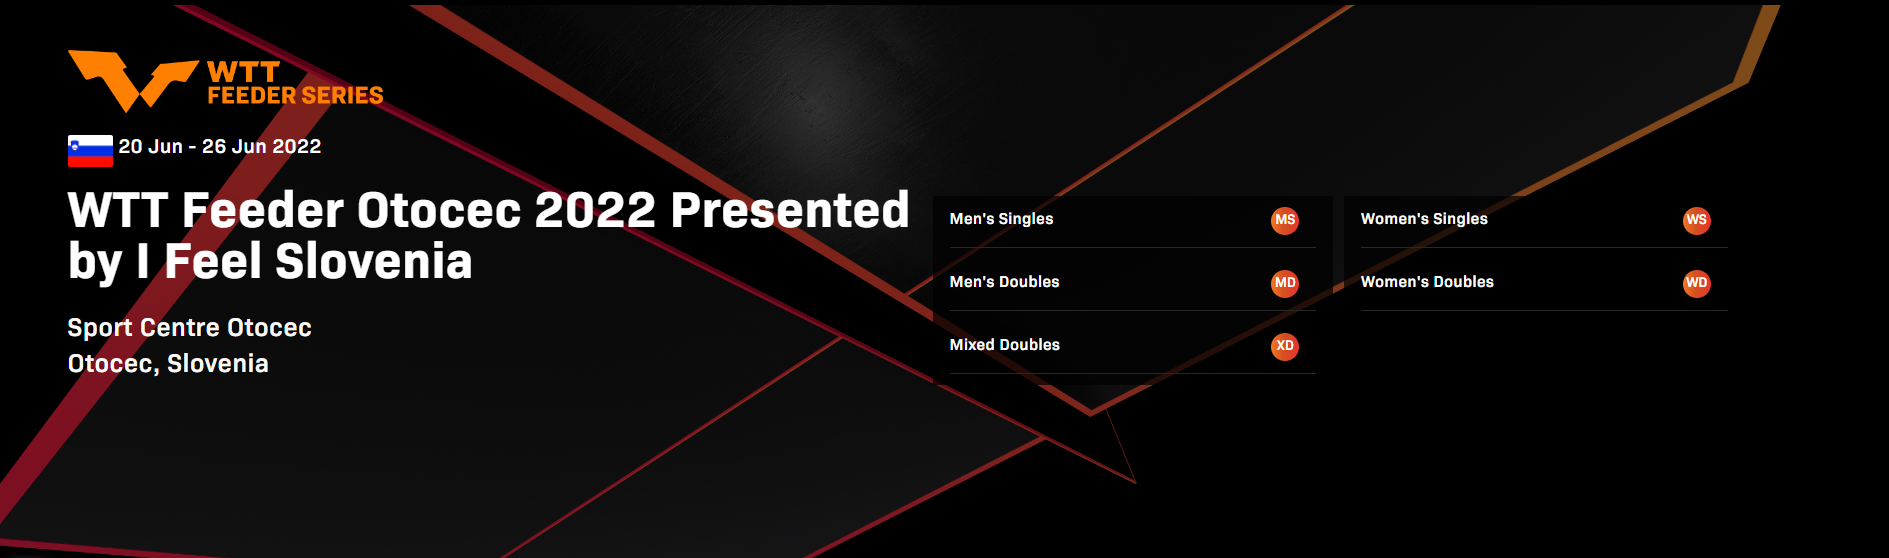 WTT
FEEDER SERIES
20 Jun - 26 Jun 2022
WTT Feeder Otocec 2022 Presented
by I Feel Slovenia
Sport Centre Otocec
Otocec, Slovenia
Men's Singles MS
Women's Singles WS
Men's Doubles MD
Women's Doubles WD
Mixed Doubles XD